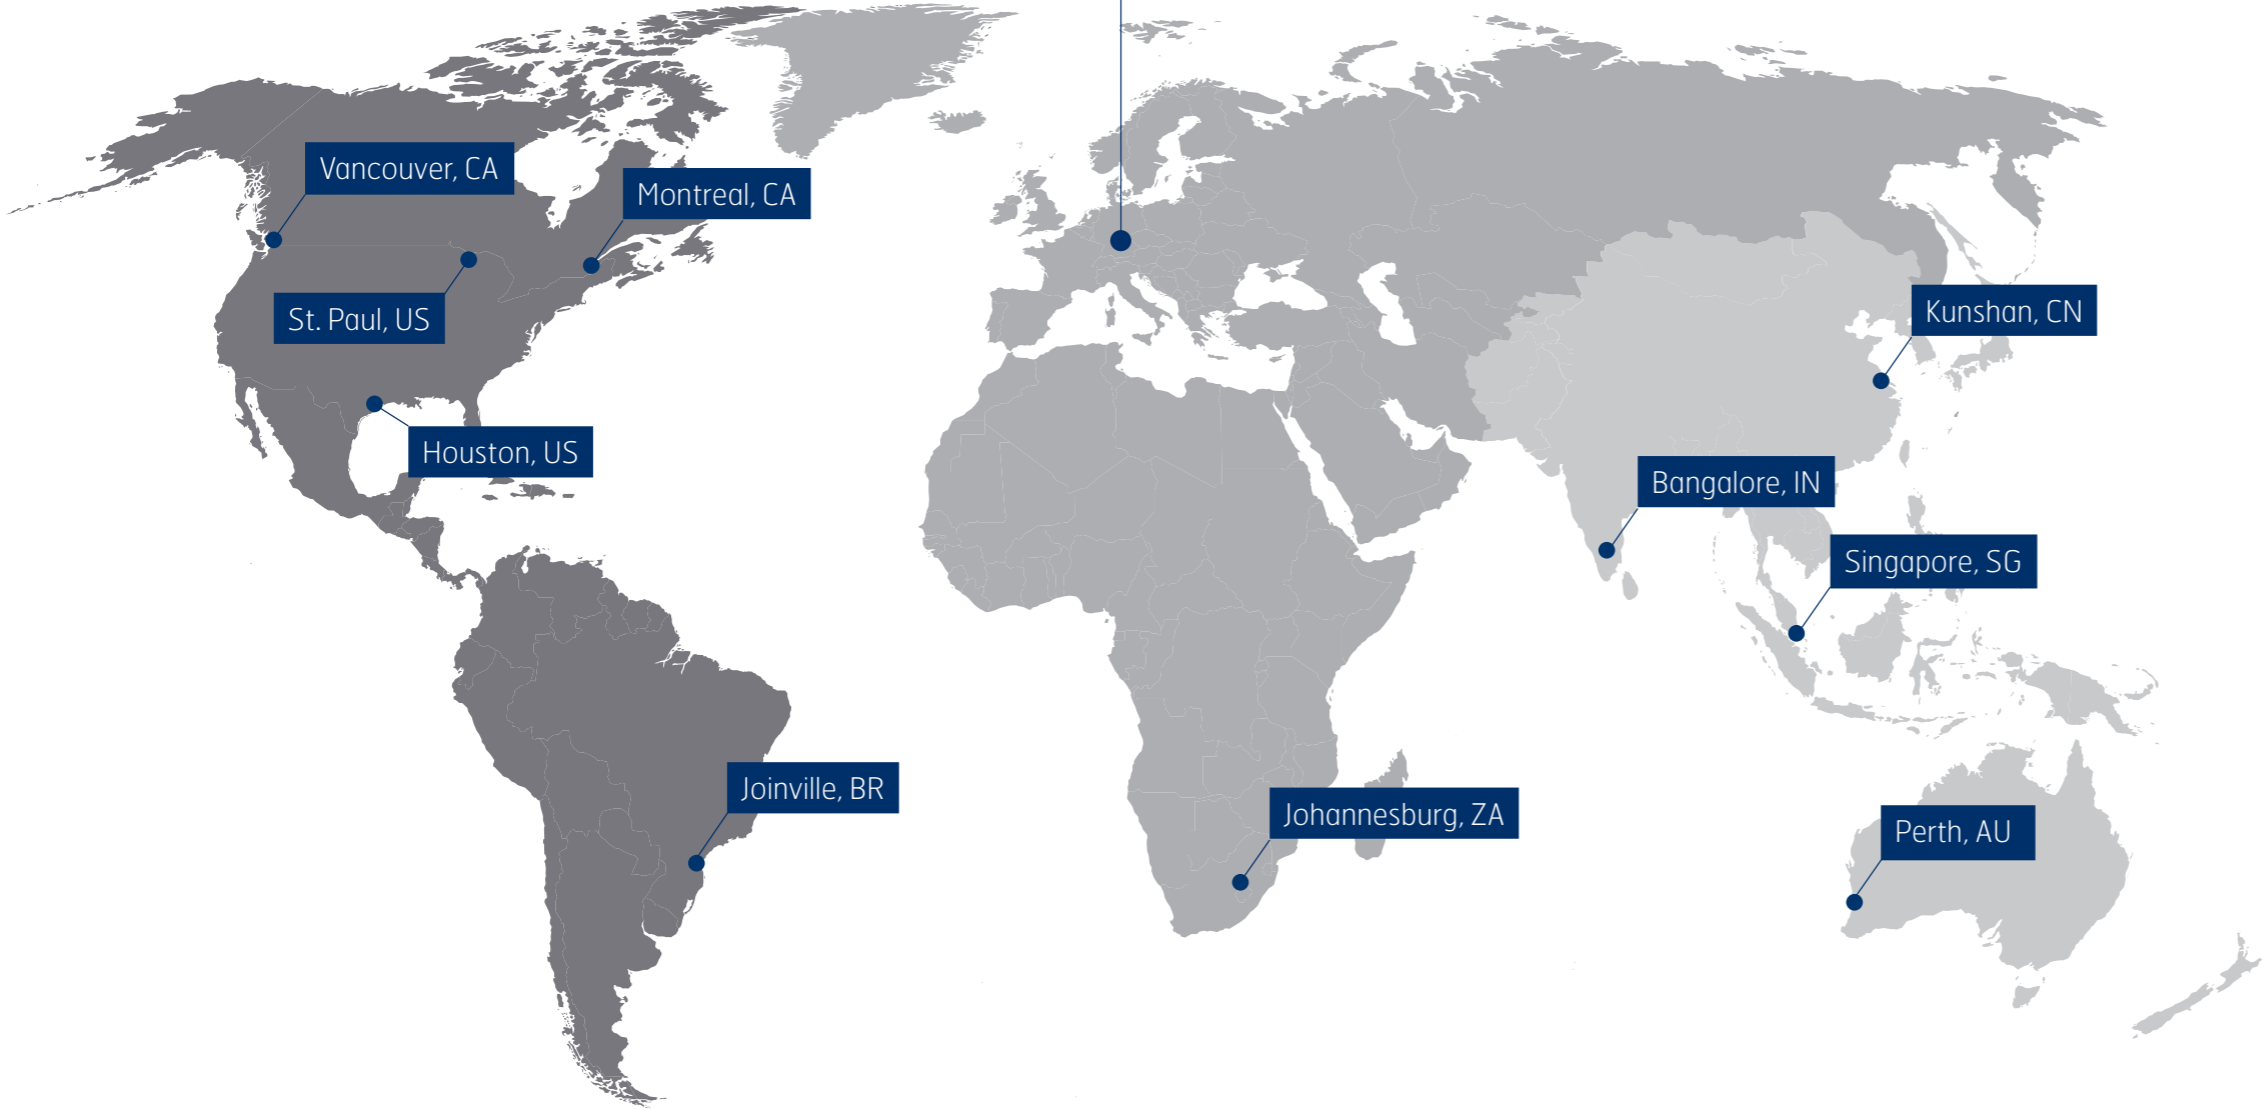 Vancouver, CA
Montreal, CA
St. Paul, US
Kunshan, CN
Houston, US
Bangalore, IN
Singapore, SG
Joinville, BR
Johannesburg, ZA
Perth, AU